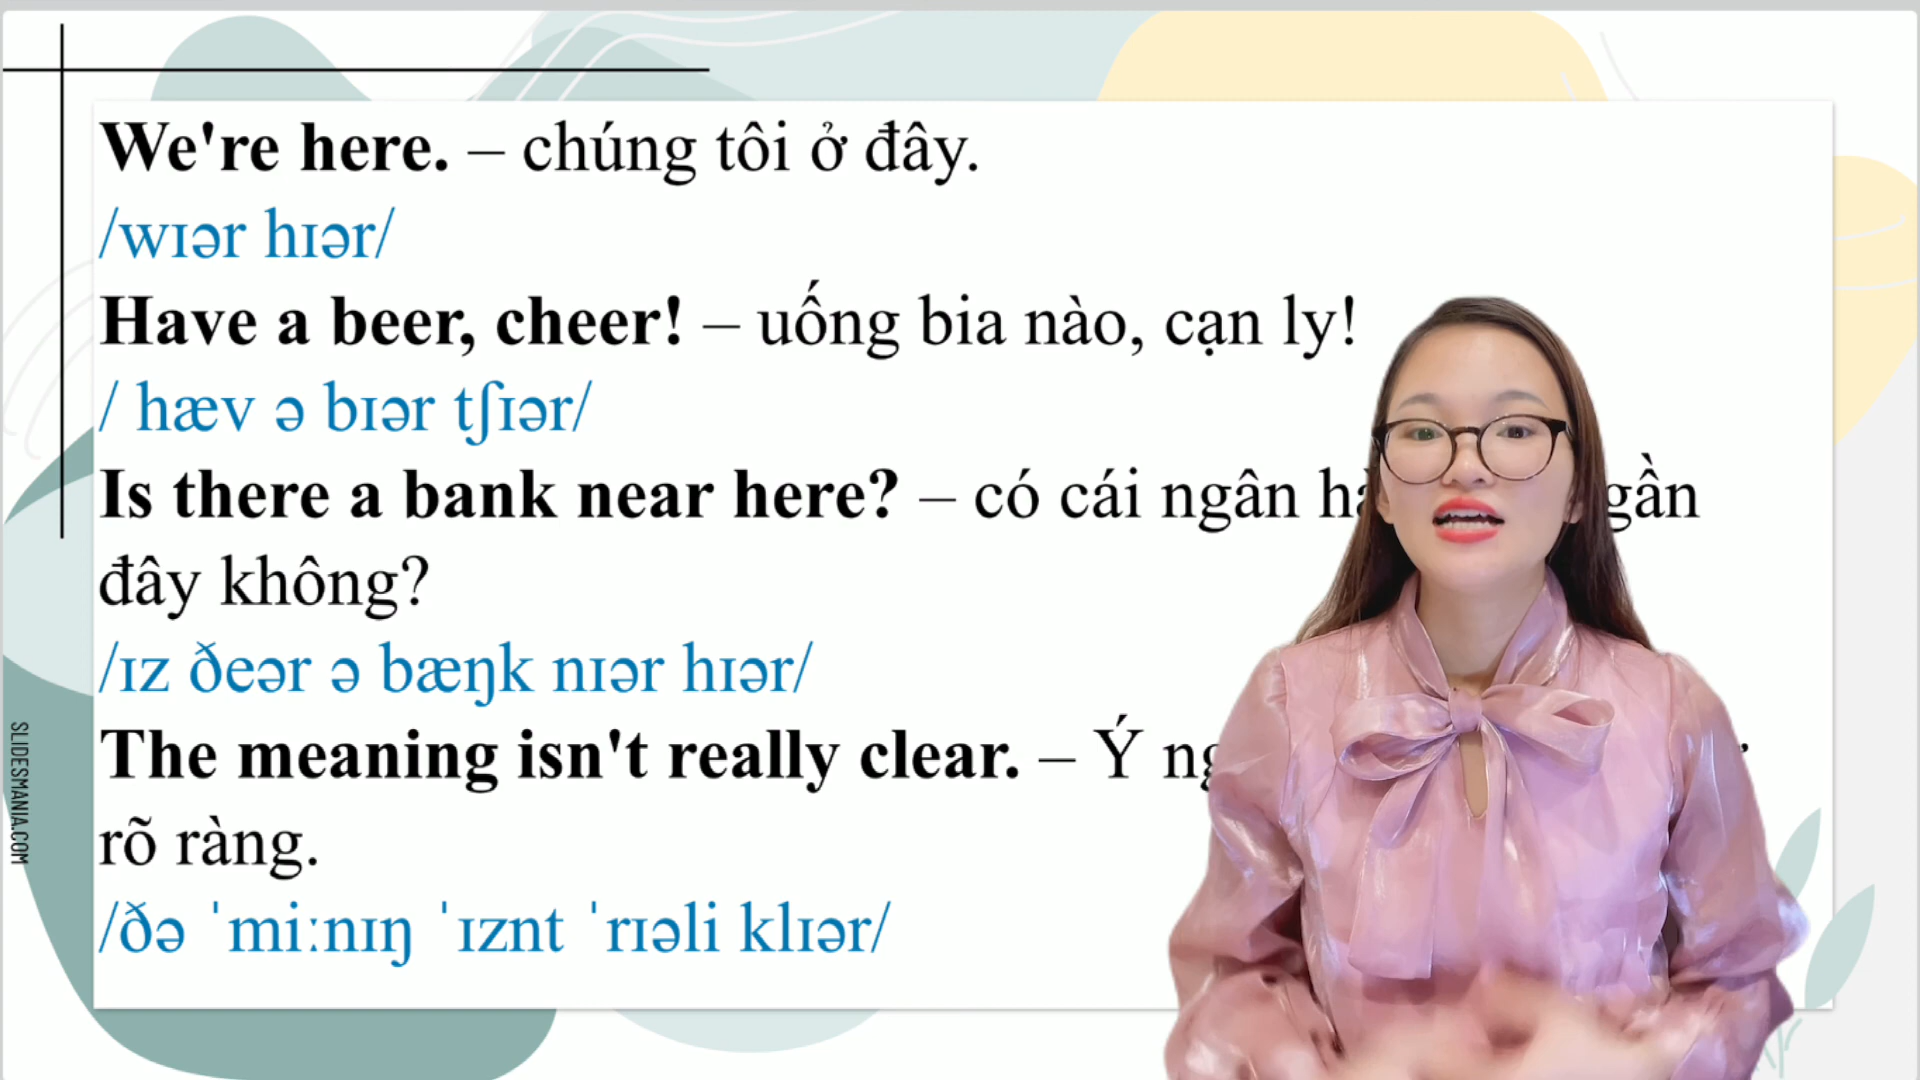 We're here. – chúng tôi ở đây.
/wɪər hɪər/
Have a beer, cheer! – uống bia nào, cạn ly!
/ hæv ə bɪər tʃɪər/
Is there a bank near here? – có cái ngân gần
đây không?
/ɪz ðeər ə bæŋk nɪər hɪər/
The meaning isn't really clear. – Ý
rõ ràng.
/ðə ˈmiːnɪŋ ˈɪznt ˈrɪəli klɪər/
SLIDESMANIA.COM